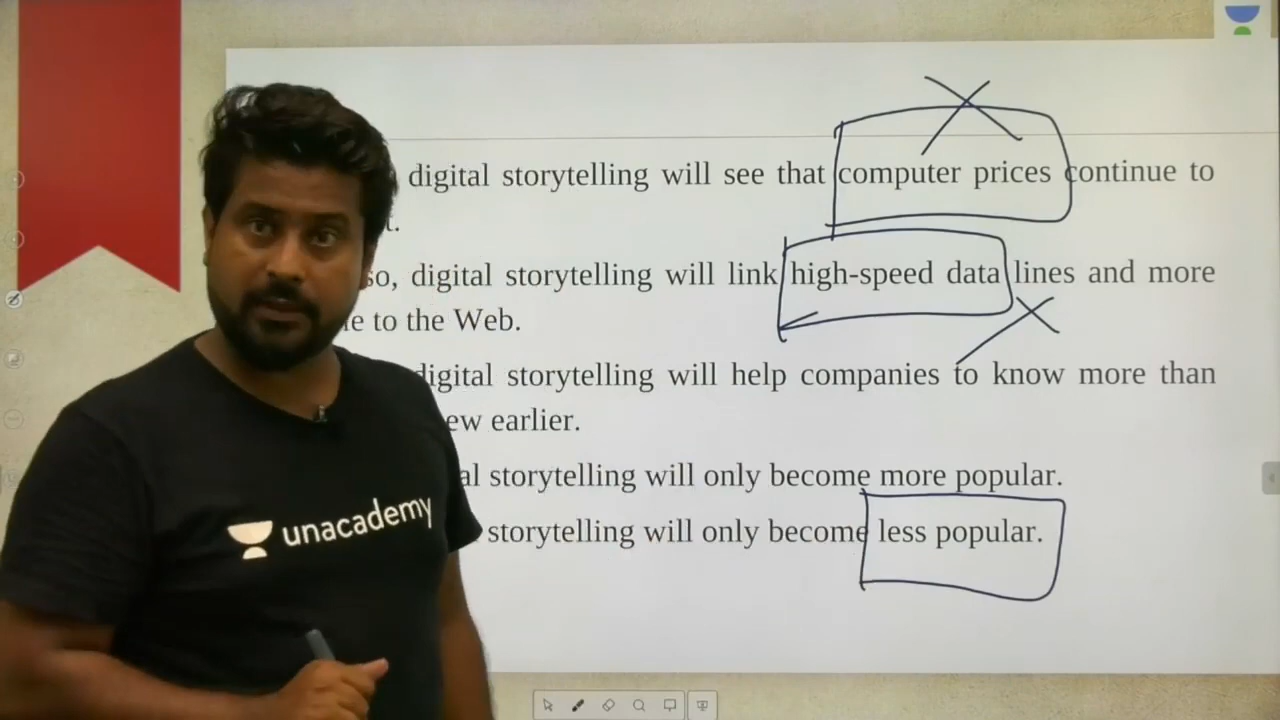 digital storytelling will see that computer prices continue to
so, digital storytelling will link high-speed data lines and more
to the Web.
digital storytelling will help companies to know more than
earlier.
storytelling will only become more popular.
storytelling will only become less popular.
unacademy